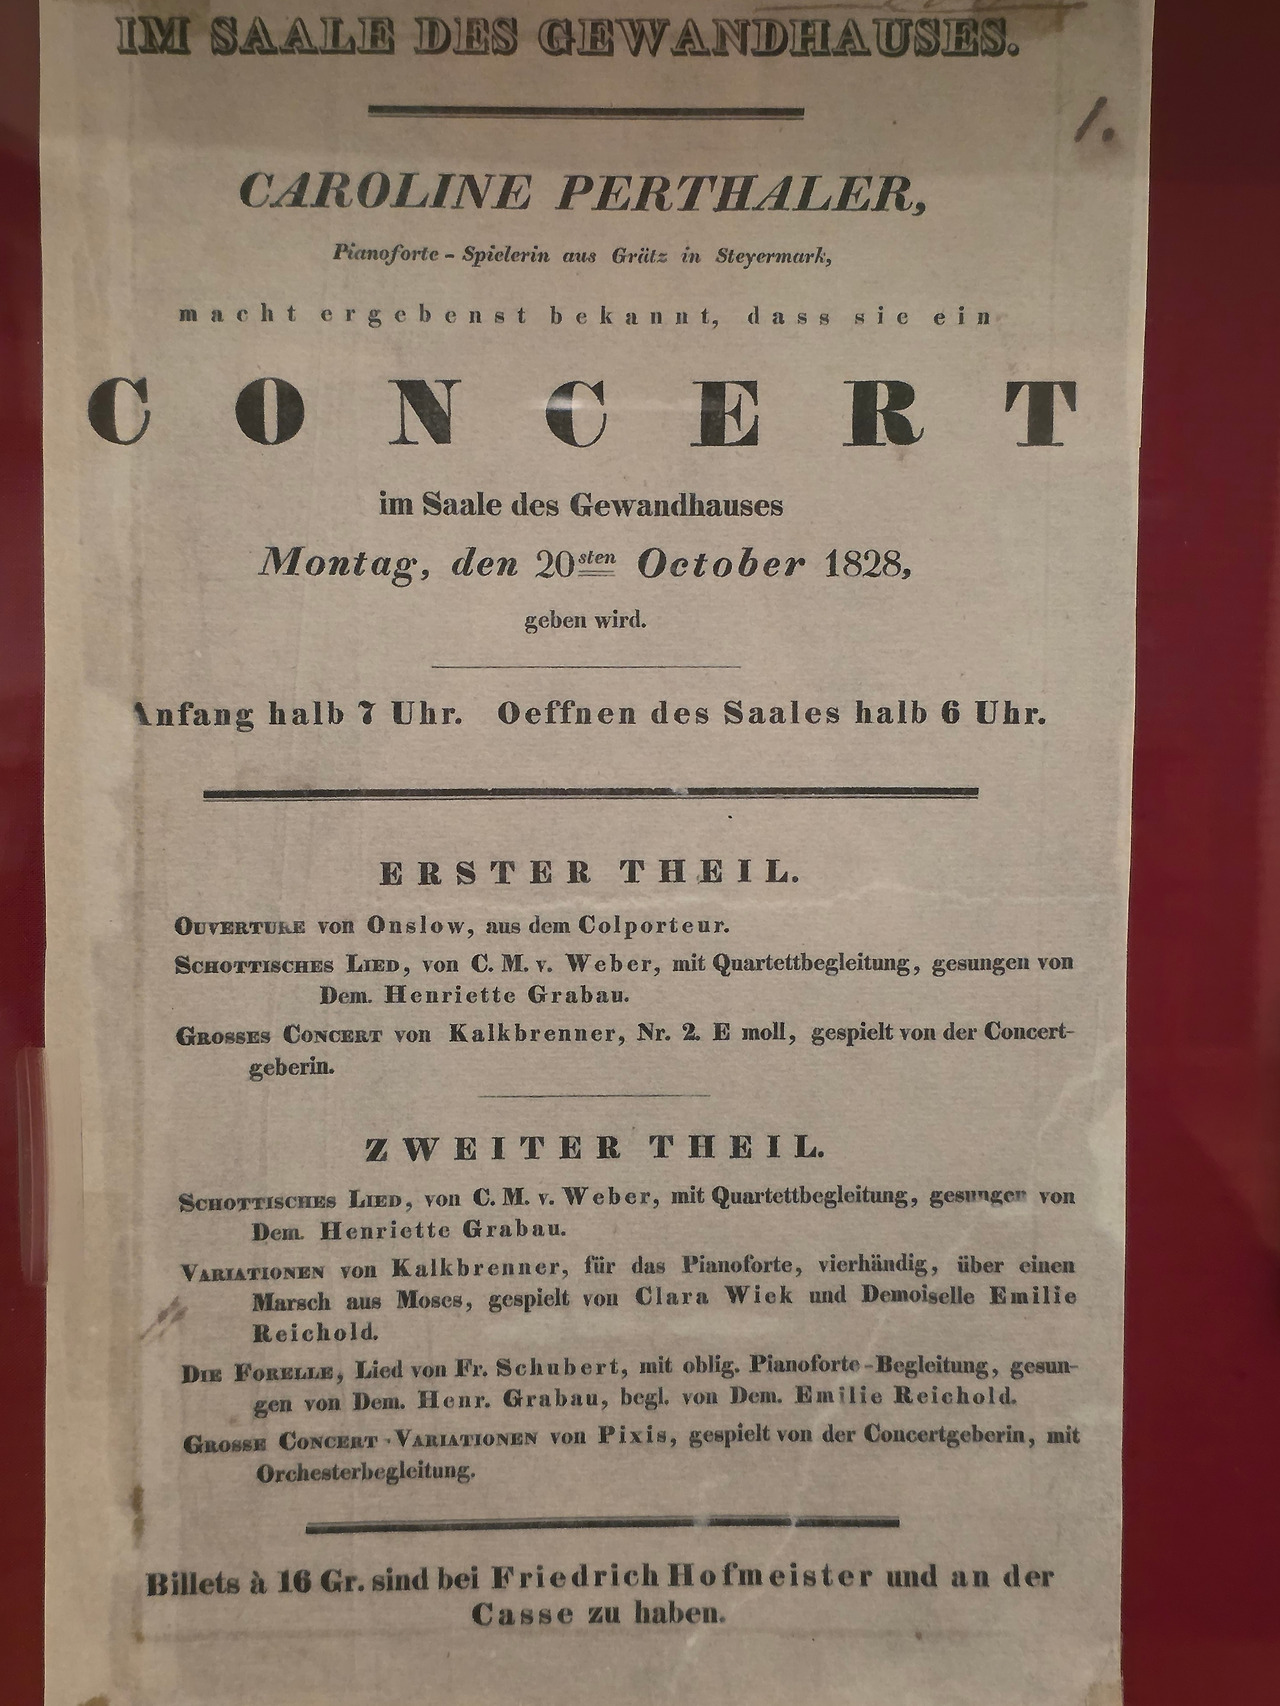 IM SAALE DES GEWANDHAUSES.
1.
CAROLINE PERTHALER,
Pianoforte - Spielerin aus Grätz in Steyermark,
macht ergebenst bekannt, dass sie ein
CONCERT
im Saale des Gewandhauses
Montag, den 20sten October 1828,
geben wird.
Anfang halb 7 Uhr. Oeffnen des Saales halb 6 Uhr.
ERSTER THEIL.
OUVERTURE von Onslow, aus dem Colporteur.
SCHOTTISCHES LIED, von C. M. v. Weber, mit Quartettbegleitung, gesungen von
Dem. Henriette Grabau.
GROSSES CONCERT von Kalkbrenner, Nr. 2. E moll, gespielt von der Concert-
geberin.
ZWEITER THEIL.
SCHOTTISCHES LIED, von C. M. v. Weber, mit Quartettbegleitung, gesungen von
Dem. Henriette Grabau.
VARIATIONEN von Kalkbrenner, für das Pianoforte, vierhändig, über einen
Marsch aus Moses, gespielt von Clara Wiek und Demoiselle Emilie
Reichold.
DIE FORELLE, Lied von Fr. Schubert, mit oblig. Pianoforte-Begleitung, gesun-
gen von Dem. Henr. Grabau, begl. von Dem. Emilie Reichold.
GROSSE CONCERT-VARIATIONEN von Pixis, gespielt von der Concertgeberin, mit
Orchesterbegleitung.
Billets à 16 Gr. sind bei Friedrich Hofmeister und an der
Casse zu haben.